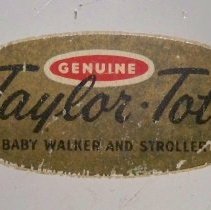 GENUINE
Taylor-Tot
BABY WALKER AND STROLLER